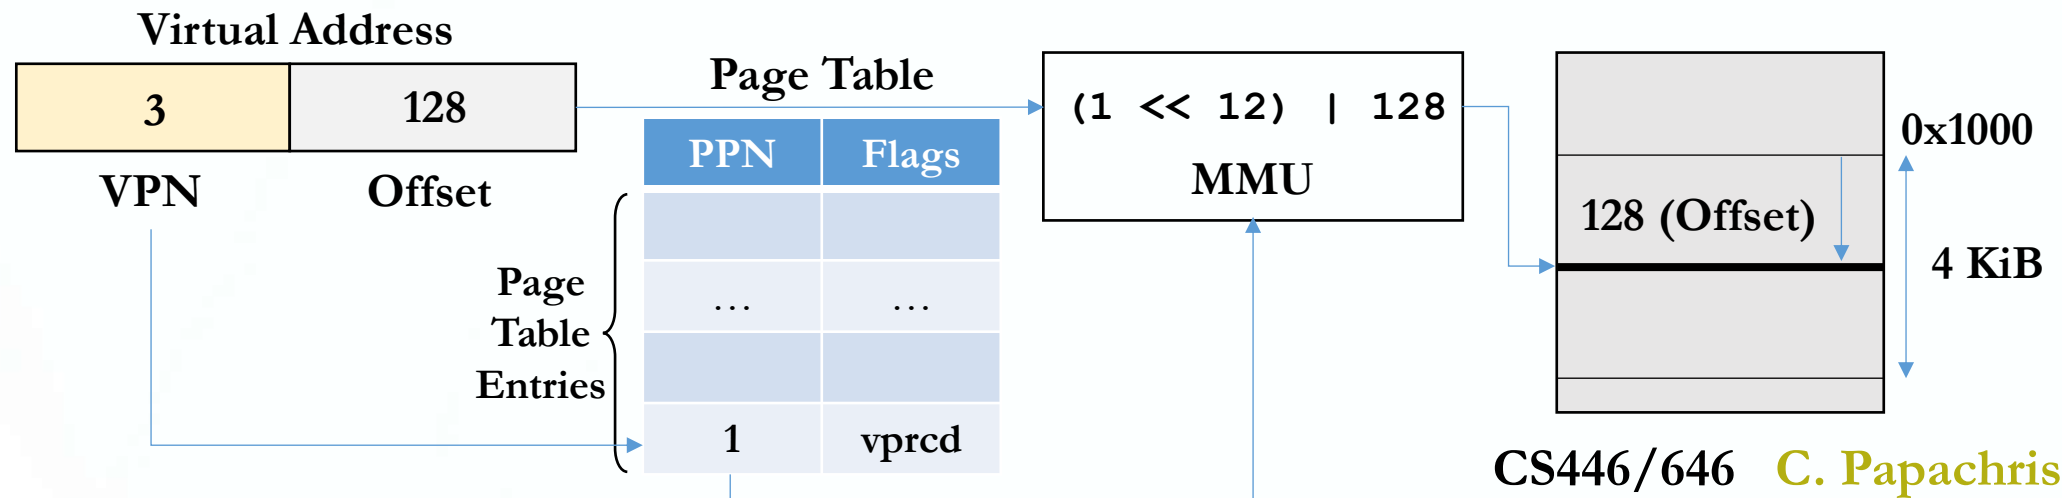 Virtual Address
3 128
VPN Offset
Page Table
PPN Flags
... ...
1 vprcd
Page
Table
Entries
(1 << 12) | 128
MMU
0x1000
128 (Offset)
4 KiB
CS446/646 C. Papachris